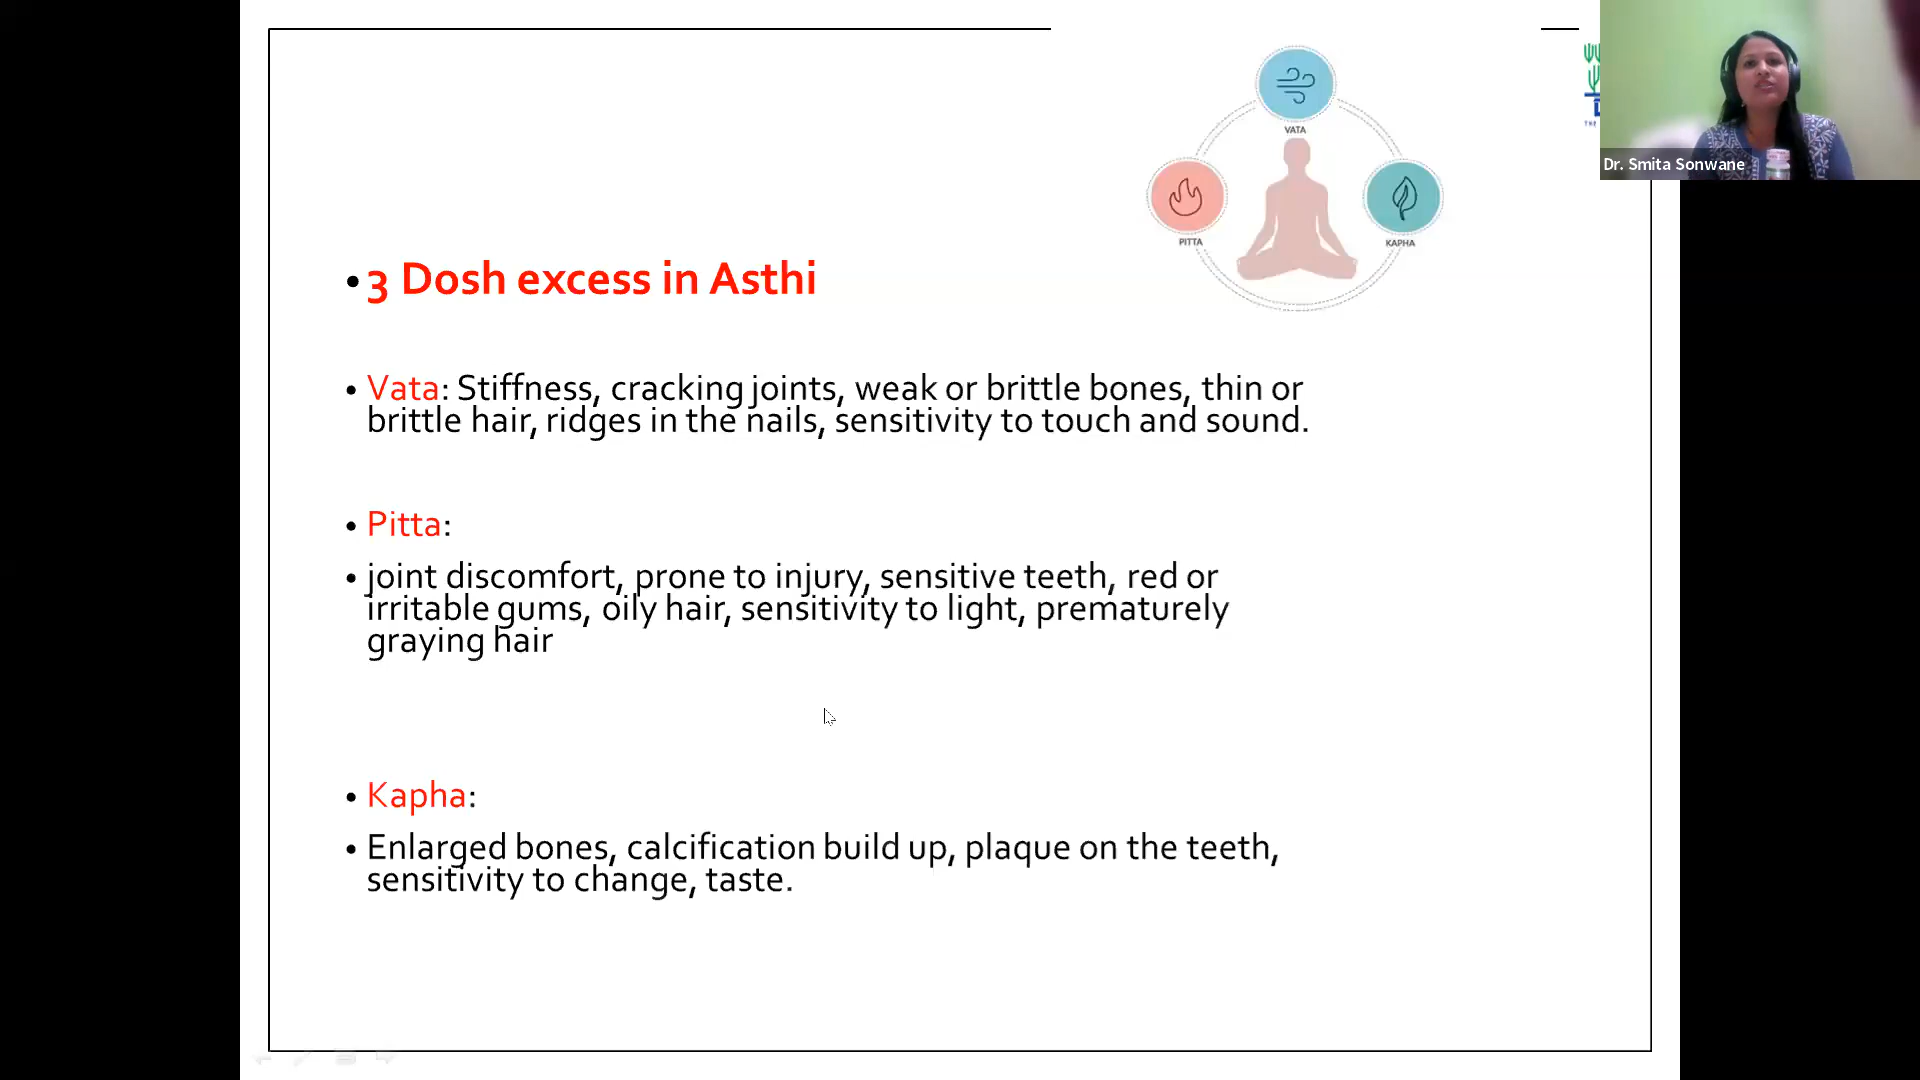 VATA
PITTA
KAPHA
THE
Dr. Smita Sonwane
• 3 Dosh excess in Asthi
• Vata: Stiffness, cracking joints, weak or brittle bones, thin or
brittle hair, ridges in the nails, sensitivity to touch and sound.
• Pitta:
• joint discomfort, prone to injury, sensitive teeth, red or
irritable gums, oily hair, sensitivity to light, prematurely
graying hair
• Kapha:
• Enlarged bones, calcification build up, plaque on the teeth,
sensitivity to change, taste.